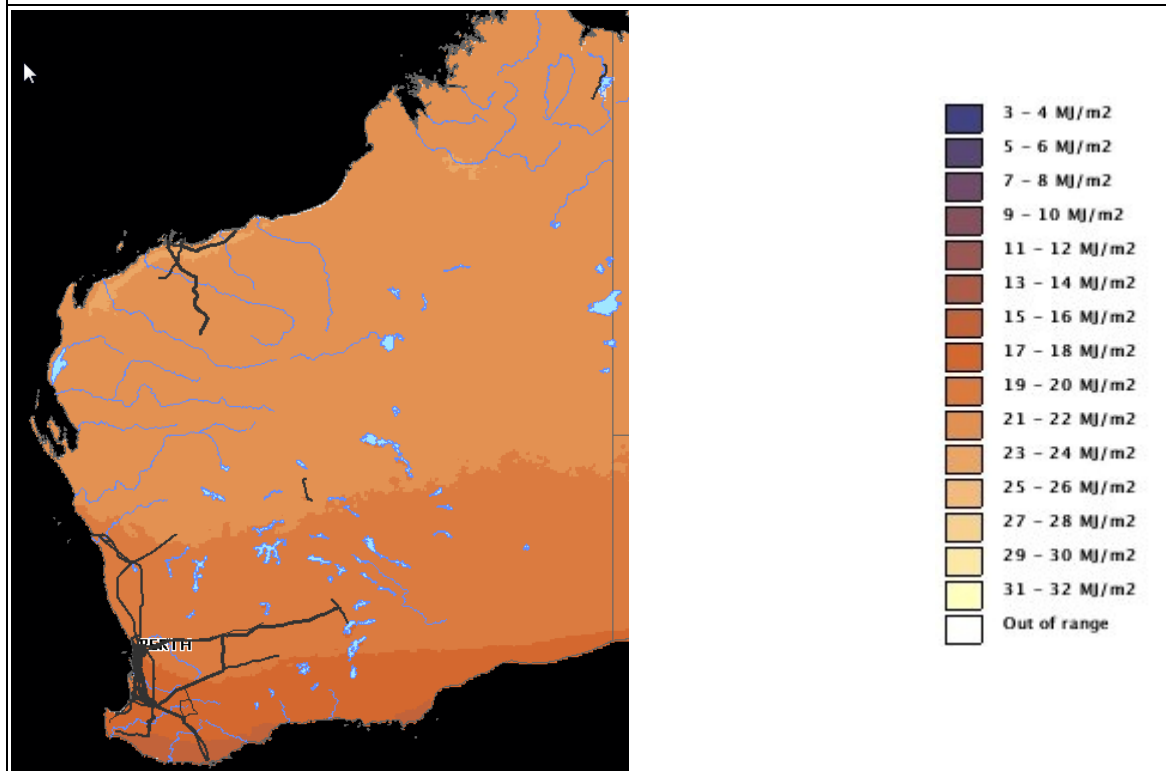 3 - 4 MJ/m2
5 - 6 MJ/m2
7 - 8 MJ/m2
9 - 10 MJ/m2
11 - 12 MJ/m2
13 - 14 MJ/m2
15 - 16 MJ/m2
17 - 18 MJ/m2
19 - 20 MJ/m2
21 - 22 MJ/m2
23 - 24 MJ/m2
25 - 26 MJ/m2
27 - 28 MJ/m2
29 - 30 MJ/m2
31 - 32 MJ/m2
Out of range
PERTH